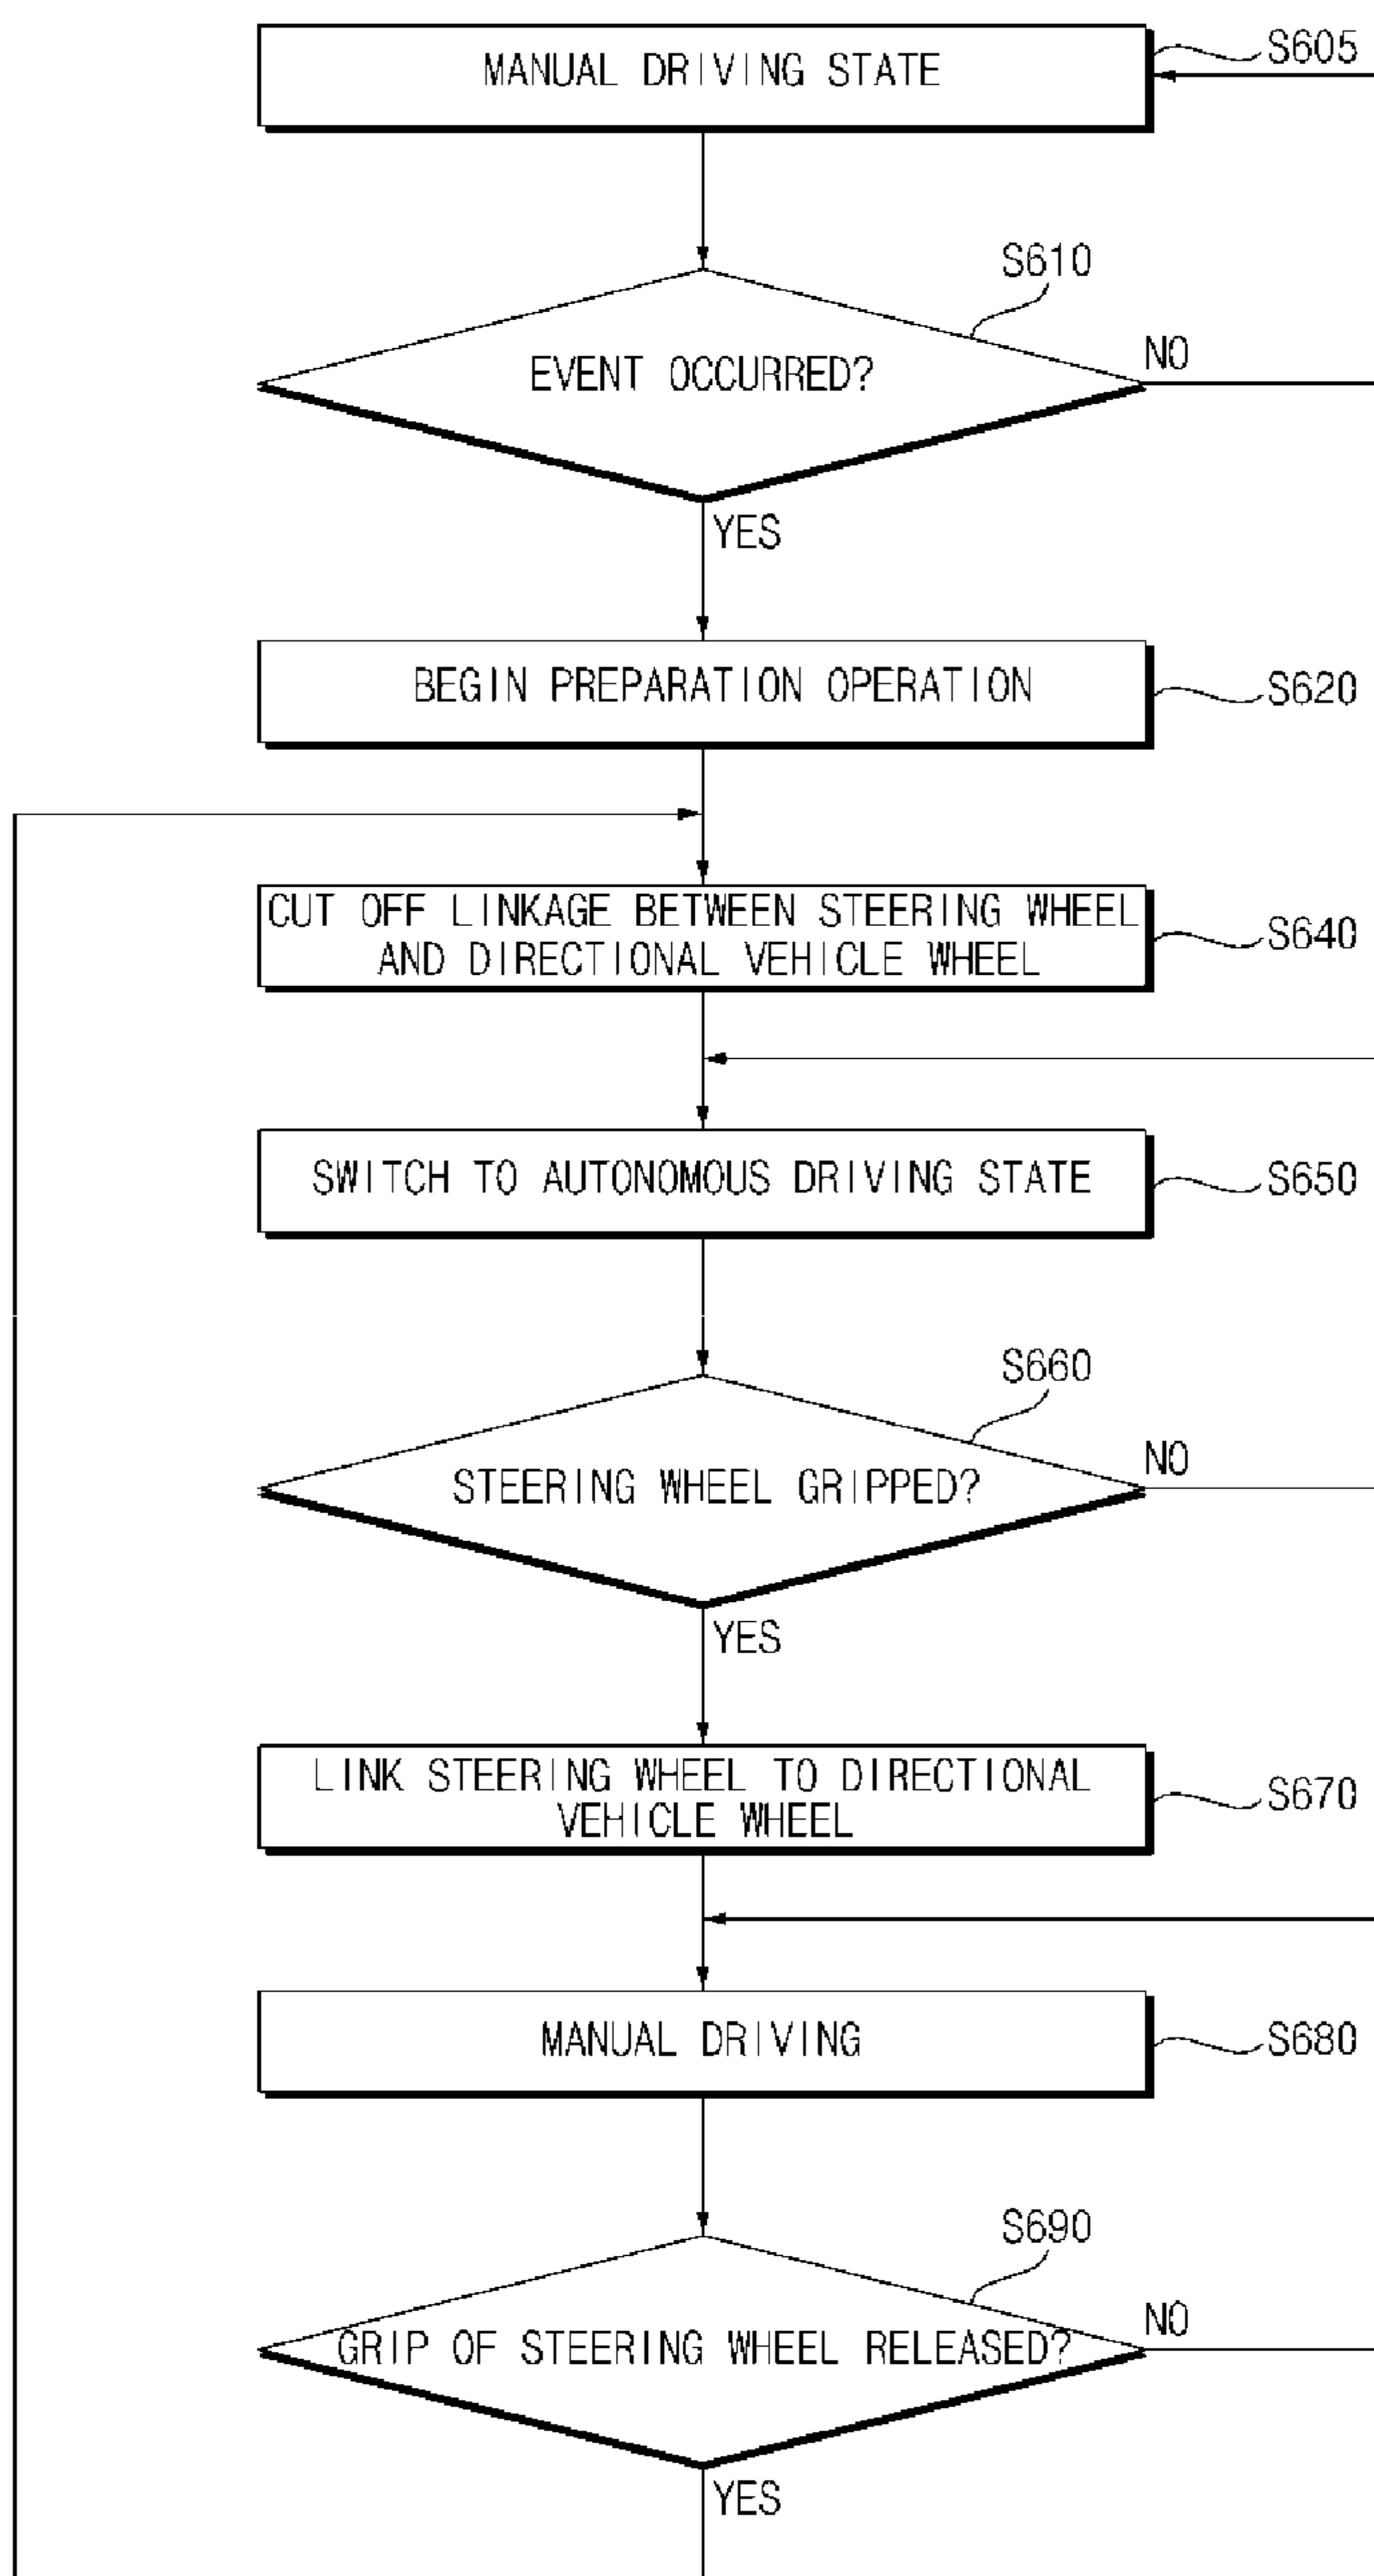 MANUAL DRIVING STATE
S605
S610
EVENT OCCURRED?
NO
YES
BEGIN PREPARATION OPERATION
S620
CUT OFF LINKAGE BETWEEN STEERING WHEEL
AND DIRECTIONAL VEHICLE WHEEL
S640
SWITCH TO AUTONOMOUS DRIVING STATE
S650
S660
STEERING WHEEL GRIPPED?
NO
YES
LINK STEERING WHEEL TO DIRECTIONAL
VEHICLE WHEEL
S670
MANUAL DRIVING
S680
S690
GRIP OF STEERING WHEEL RELEASED?
NO
YES